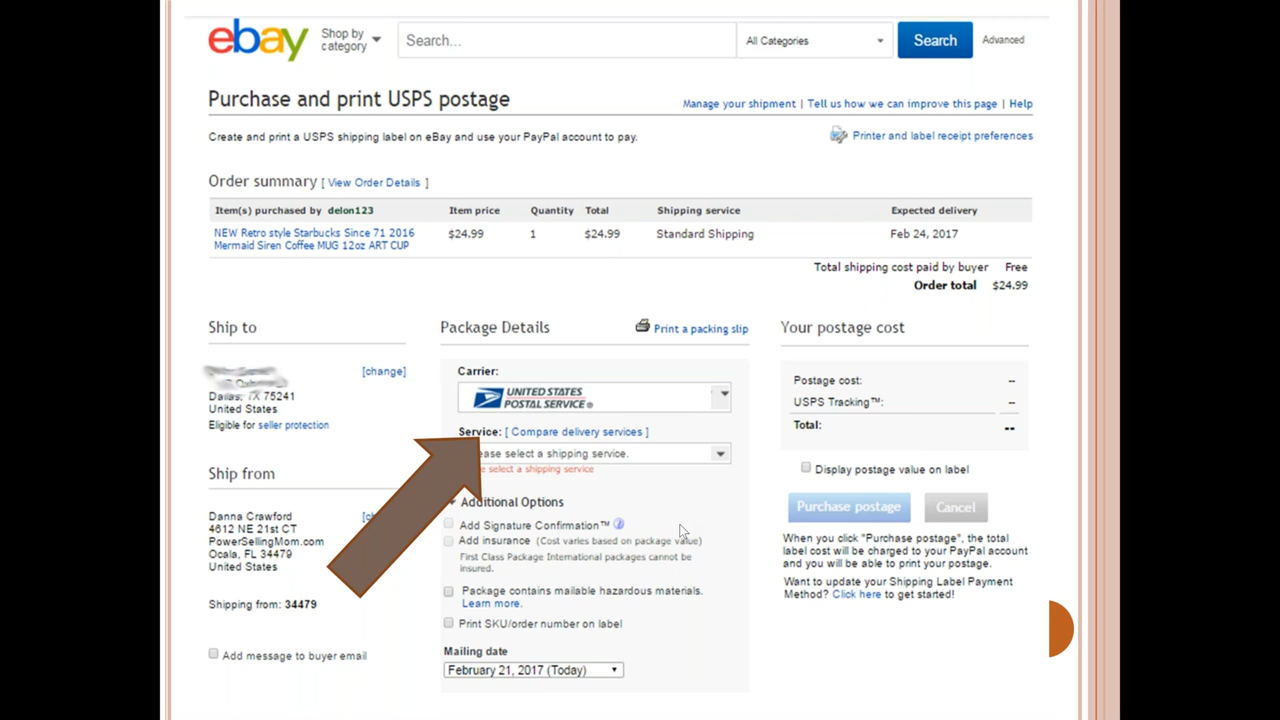 ebay
Shop by
category
Search...
All Categories
Search
Advanced
Purchase and print USPS postage
Manage your shipment | Tell us how we can improve this page | Help
Create and print a USPS shipping label on eBay and use your PayPal account to pay.
Printer and label receipt preferences
Order summary [ View Order Details ]
Item(s) purchased by delon123 Item price Quantity Total Shipping service Expected delivery
NEW Retro style Starbucks Since 71 2016 $24.99 1 $24.99 Standard Shipping Feb 24, 2017
Mermaid Siren Coffee MUG 12oz ART CUP
Total shipping cost paid by buyer Free
Order total $24.99
Ship to
[change]
Dallas, TX 75241
United States
Eligible for seller protection
Ship from
Danna Crawford
4612 NE 21st CT
PowerSellingMom.com
Ocala, FL 34479
United States
Shipping from: 34479
Add message to buyer email
Package Details
Print a packing slip
Carrier:
UNITED STATES
POSTAL SERVICE®
Service: [ Compare delivery services ]
ease select a shipping service.
e select a shipping service
Additional Options
Add Signature Confirmation™
Add insurance (Cost varies based on package value)
First Class Package International packages cannot be
insured.
Package contains mailable hazardous materials.
Learn more.
Print SKU/order number on label
Mailing date
February 21, 2017 (Today)
Your postage cost
Postage cost: --
USPS Tracking™: --
Total: --
Display postage value on label
Purchase postage
Cancel
When you click "Purchase postage", the total
label cost will be charged to your PayPal account
and you will be able to print your postage.
Want to update your Shipping Label Payment
Method? Click here to get started!